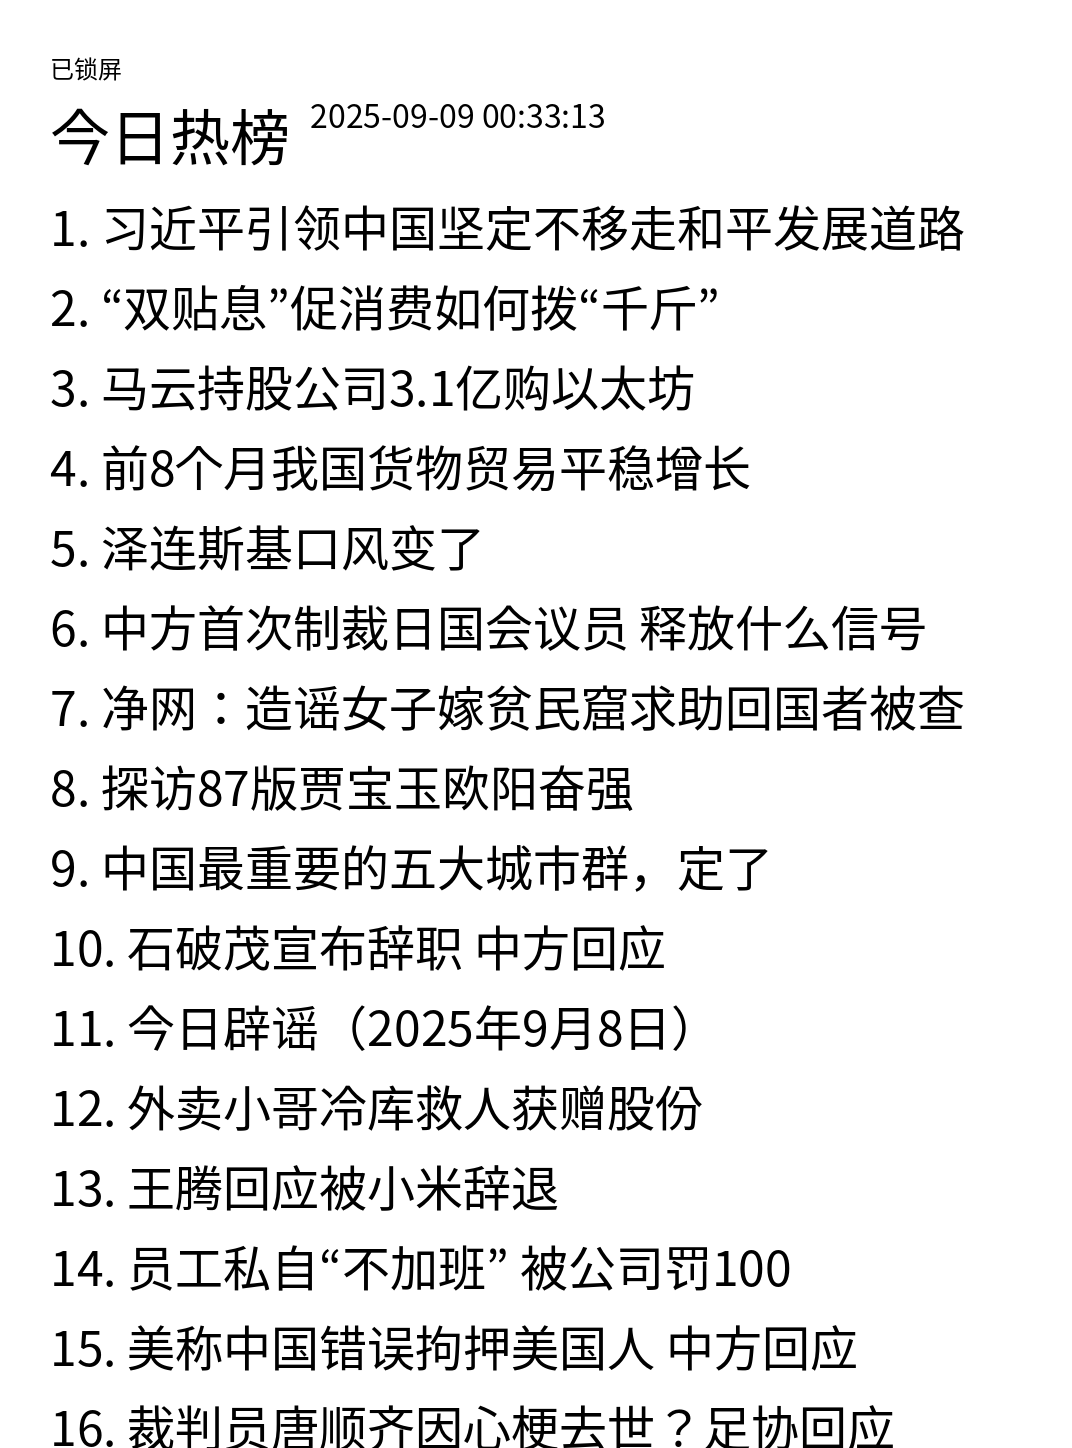 已锁屏
今日热榜 2025-09-09 00:33:13
1. 习近平引领中国坚定不移走和平发展道路
2. “双贴息”促消费如何拨“千斤”
3. 马云持股公司3.1亿购以太坊
4. 前8个月我国货物贸易平稳增长
5. 泽连斯基口风变了
6. 中方首次制裁日国会议员 释放什么信号
7. 净网：造谣女子嫁贫民窟求助回国者被查
8. 探访87版贾宝玉欧阳奋强
9. 中国最重要的五大城市群，定了
10. 石破茂宣布辞职 中方回应
11. 今日辟谣（2025年9月8日）
12. 外卖小哥冷库救人获赠股份
13. 王腾回应被小米辞退
14. 员工私自“不加班” 被公司罚100
15. 美称中国错误拘押美国人 中方回应
16. 裁判员唐顺齐因心梗去世？足协回应